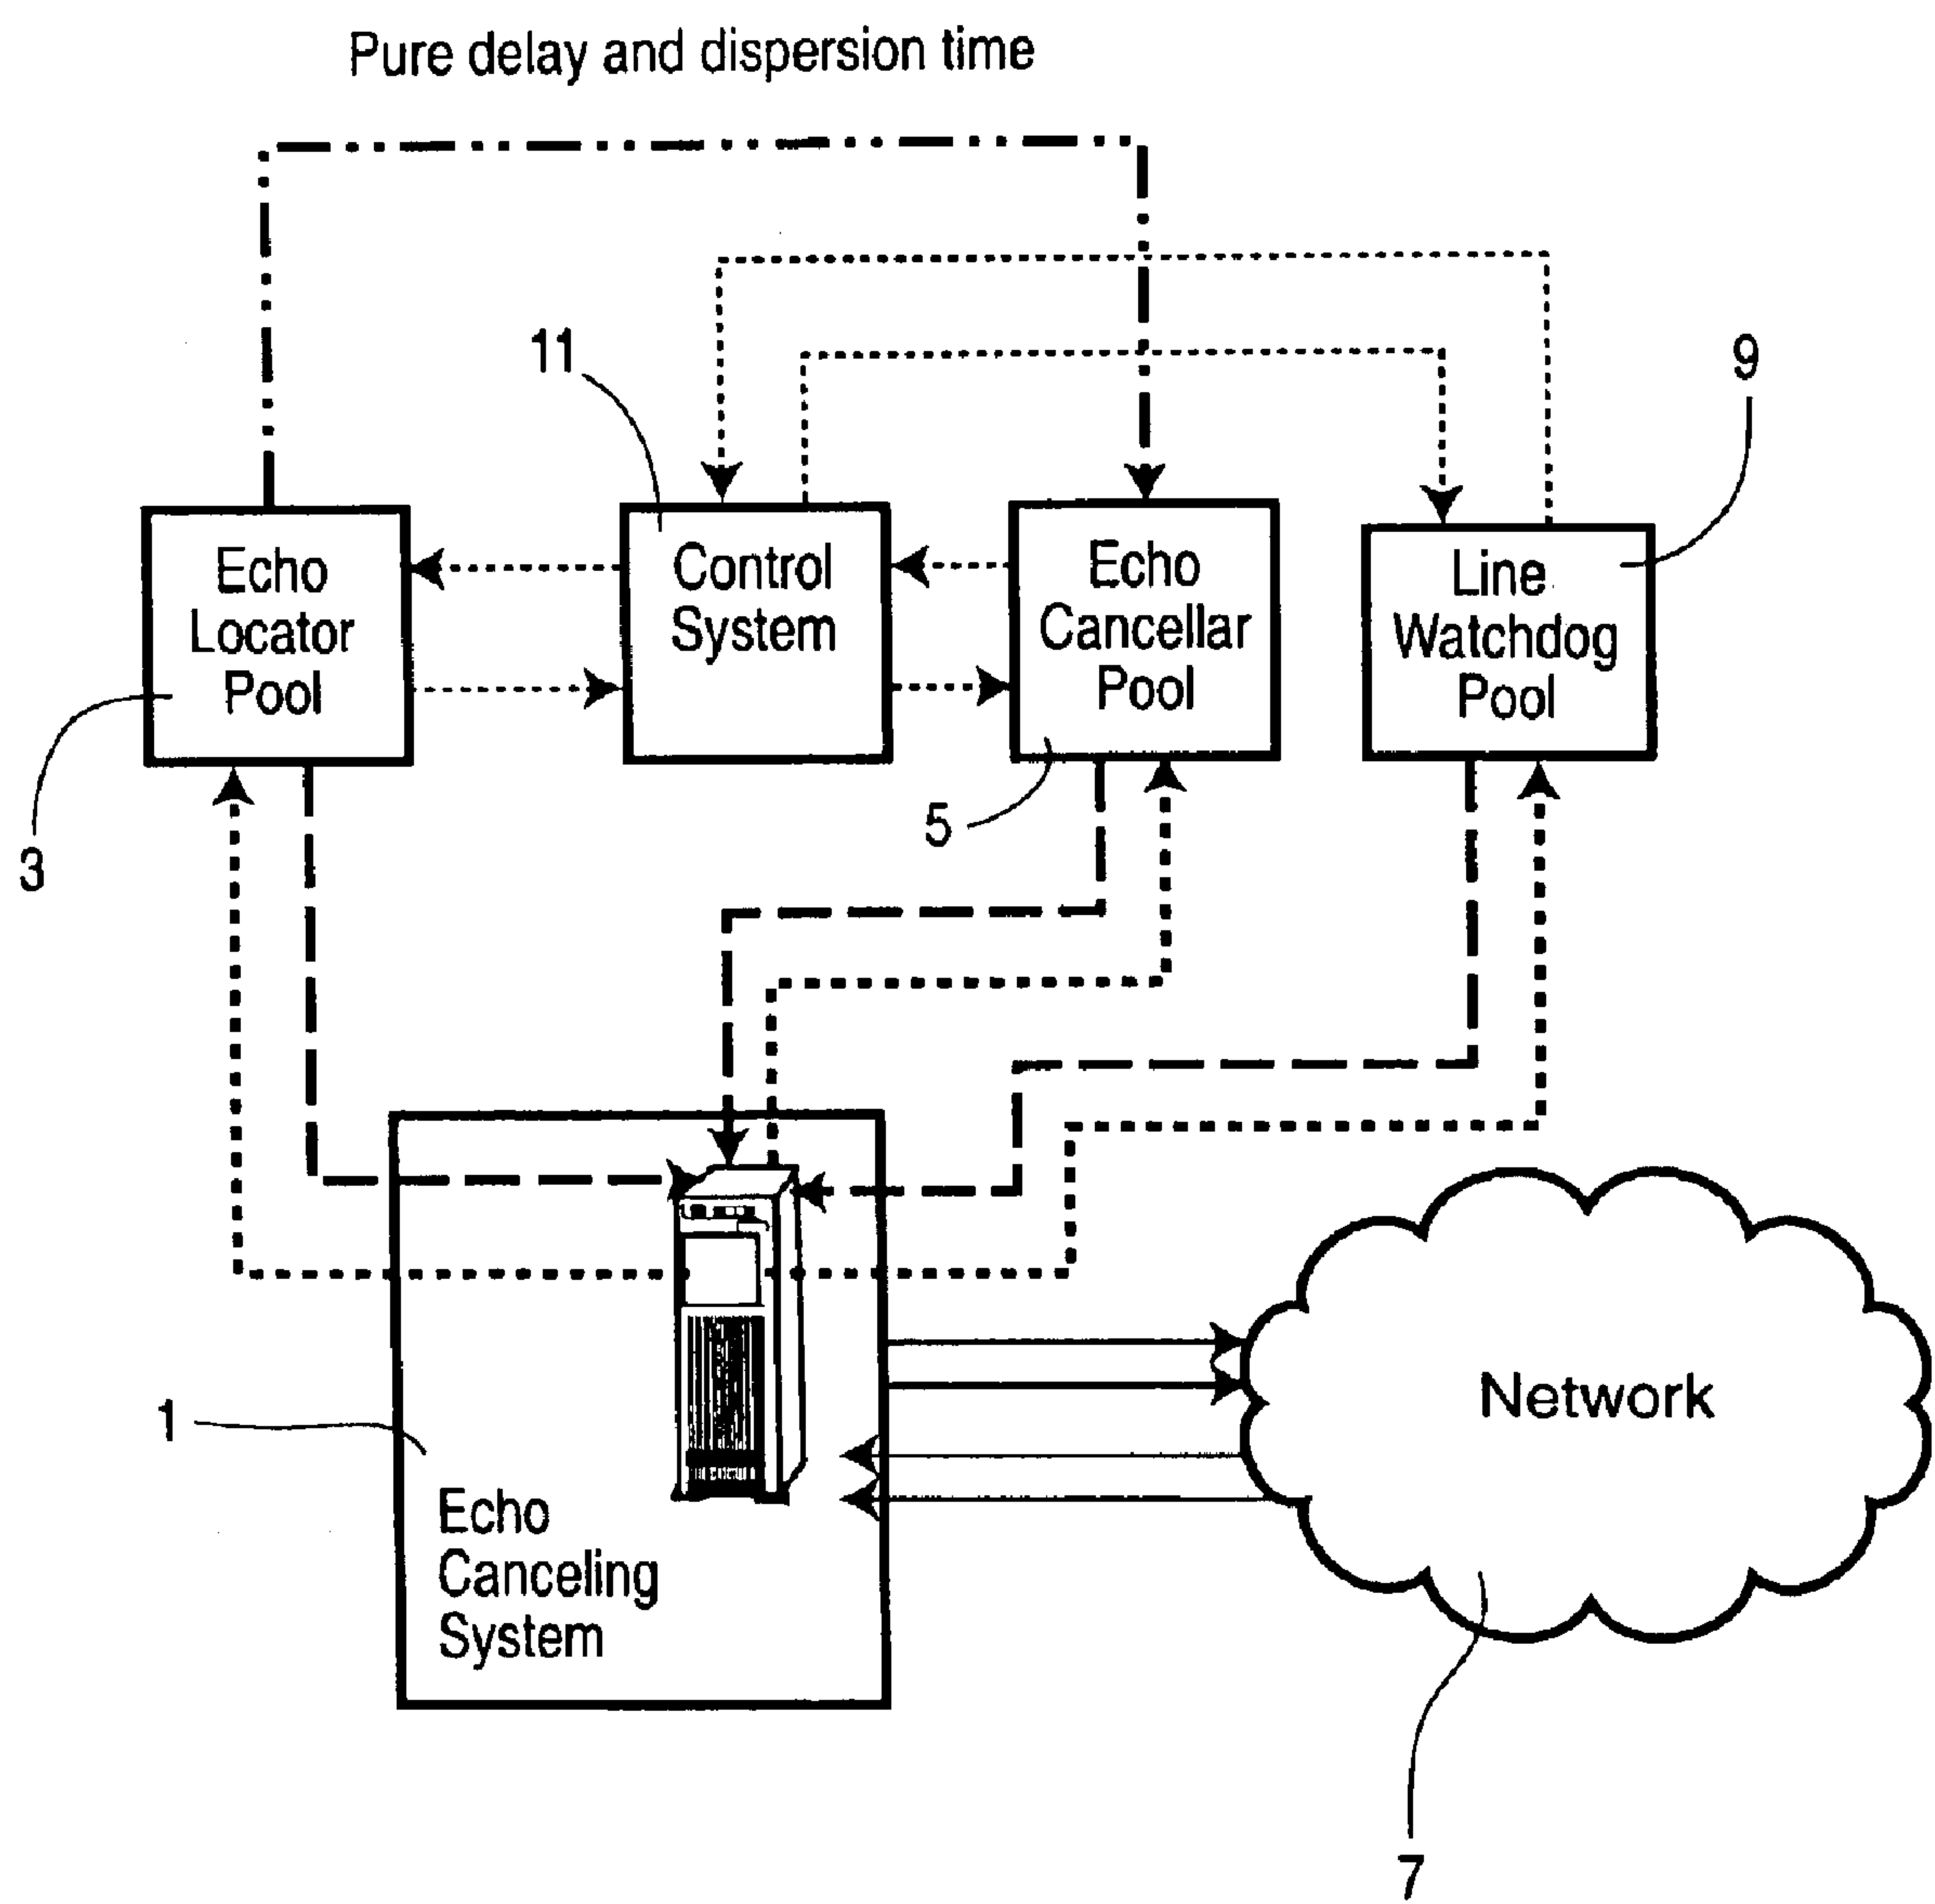 Pure delay and dispersion time
11
9
Echo
Locator
Pool
Control
System
Echo
Cancellar
Pool
Line
Watchdog
Pool
3
5
1
Echo
Canceling
System
Network
7